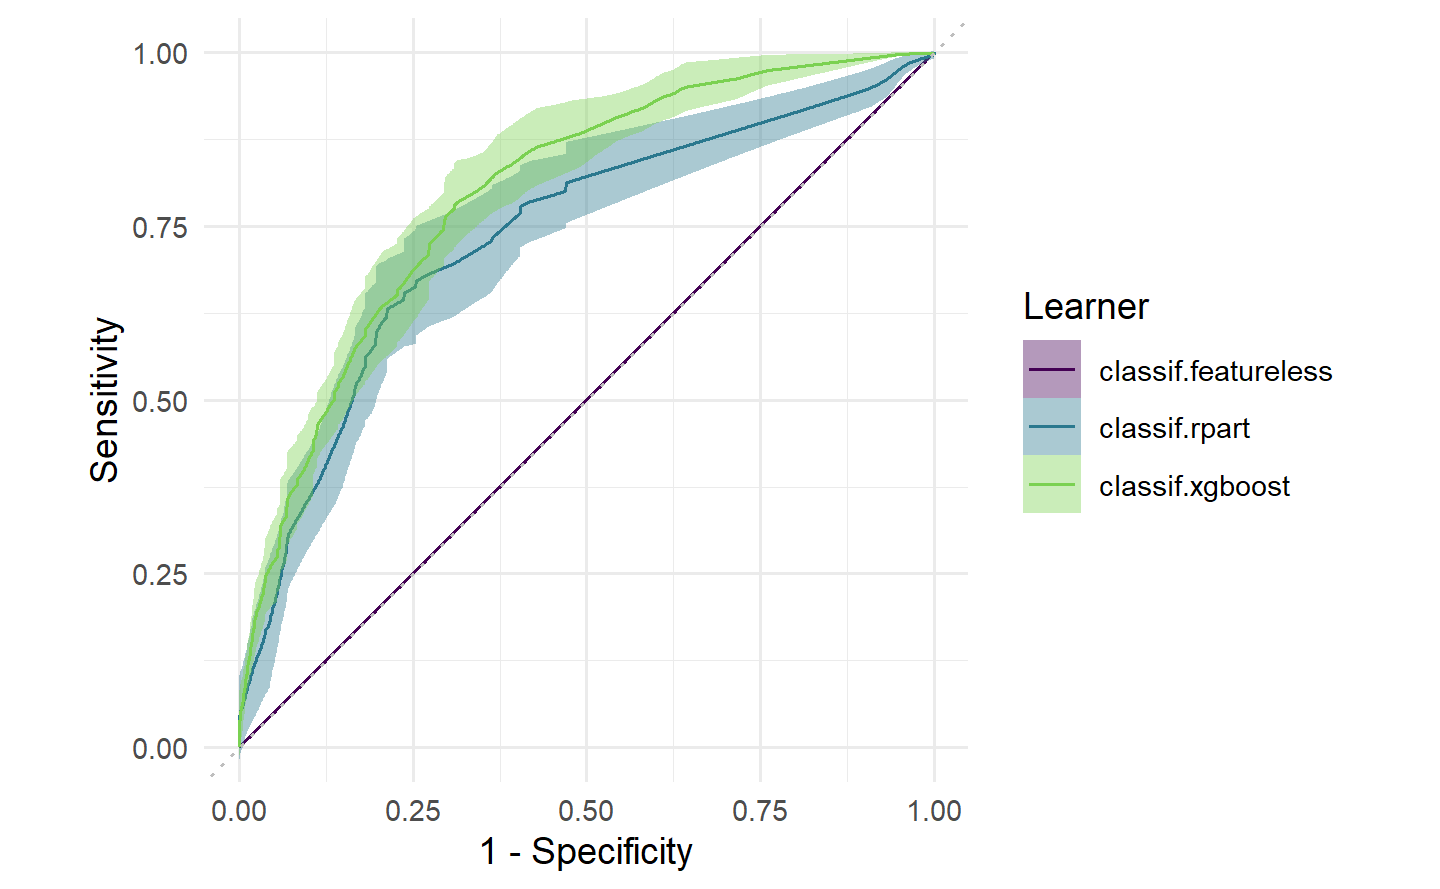 1.00
0.75
0.50
0.25
0.00
Sensitivity
0.00 0.25 0.50 0.75 1.00
1 - Specificity
Learner
classif.featureless
classif.rpart
classif.xgboost